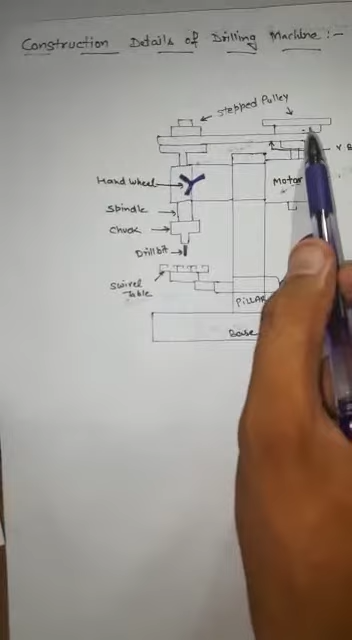 Construction Details of Drilling Machine :-
Stepped Pulley
Hand wheel
Motor
Spindle
Chuck
Drill bit
Swivel
Table
PILLAR
Base